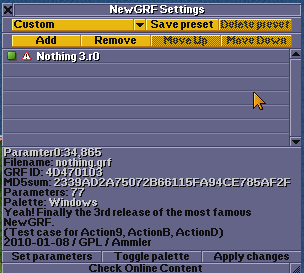 NewGRF Settings
Custom
Save preset
Delete preset
Add
Remove
Move Up
Move Down
Nothing 3.r0
Paramter0:34,865
Filename: nothing.grf
GRF ID: 4D470103
MD5sum: 2339AD2A75072B66115FA94CE785AF2F
Parameters: 77
Palette: Windows
Yeah! Finally the 3rd release of the most famous
NewGRF.
(Test case for Action9, ActionB, ActionD)
2010-01-08 / GPL / Ammler
Set parameters
Toggle palette
Apply changes
Check Online Content